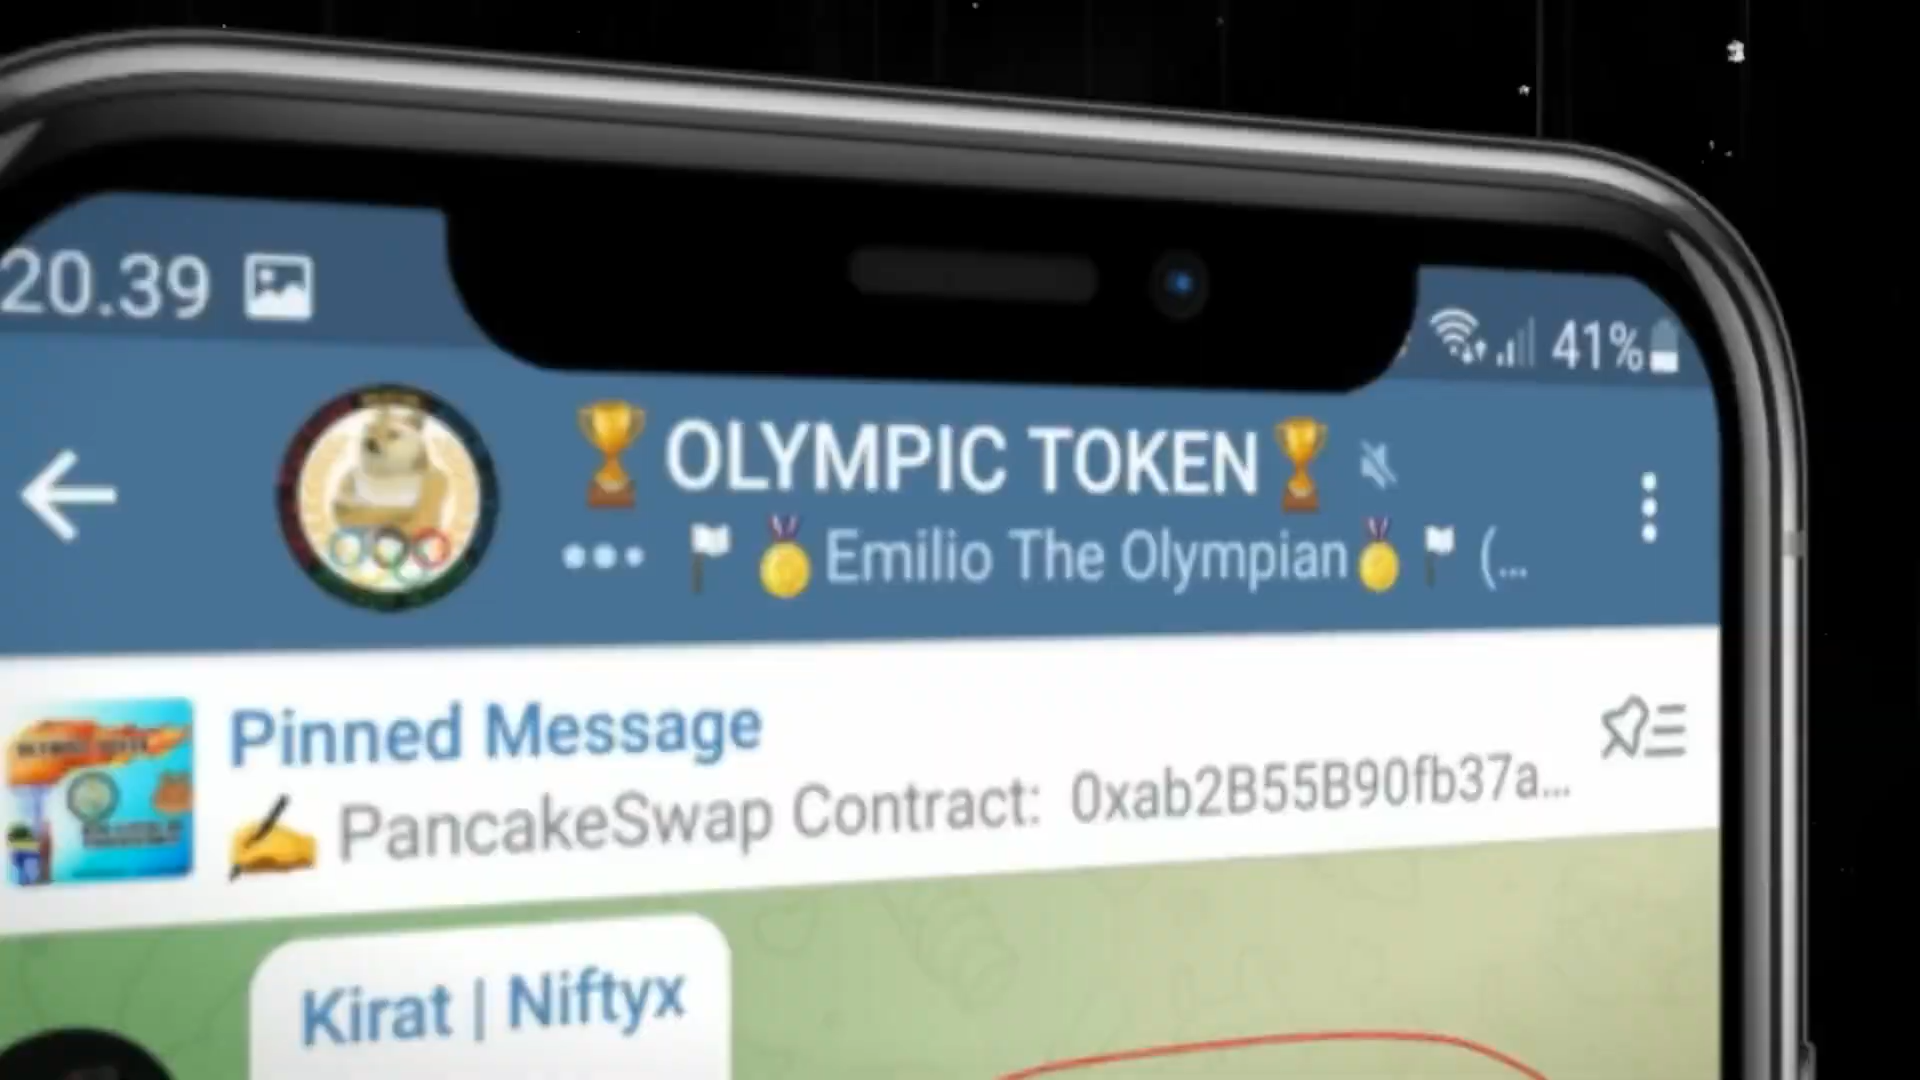 20.39
41%
🏆 OLYMPIC TOKEN 🏆
••• 🏳 🏅 Emilio The Olympian 🏅 🏳 (...
Pinned Message
✍ PancakeSwap Contract: 0xab2B55B90fb37a...
Kirat | Niftyx